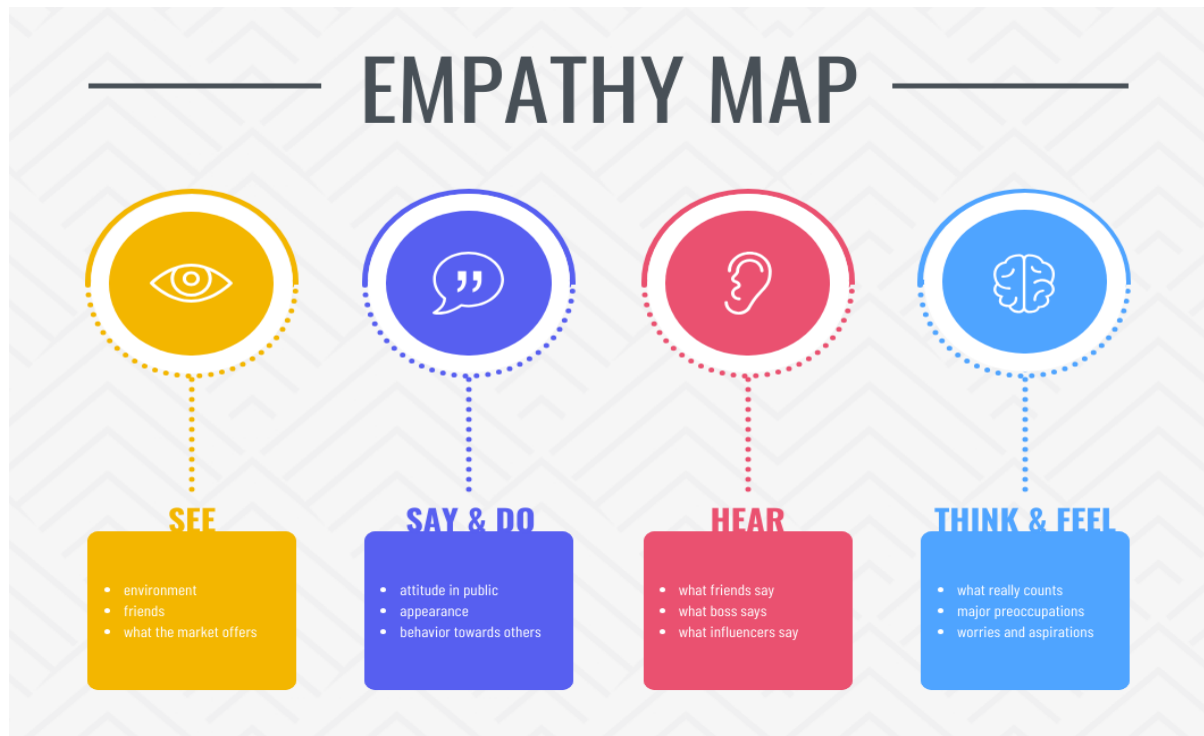 EMPATHY MAP
SEE
environment
friends
what the market offers
SAY & DO
attitude in public
appearance
behavior towards others
HEAR
what friends say
what boss says
what influencers say
THINK & FEEL
what really counts
major preoccupations
worries and aspirations